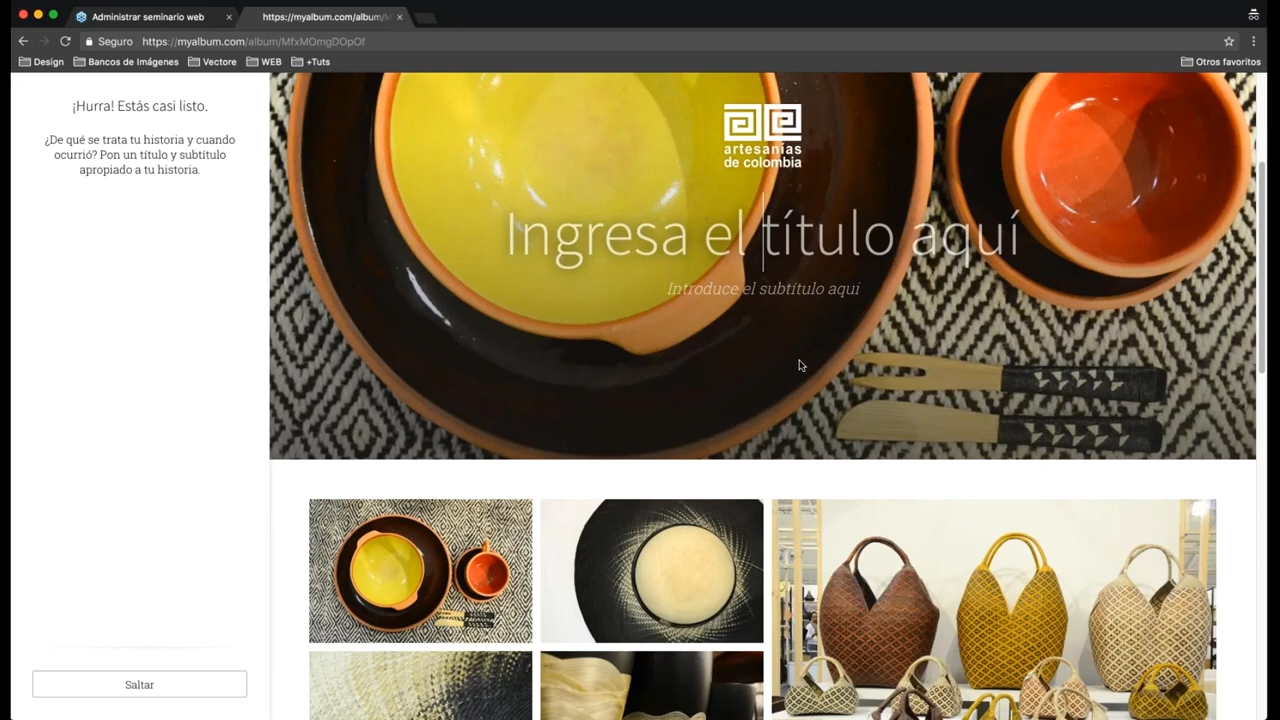 Administrar seminario web
https://myalbum.com/album/M
Seguro
https://myalbum.com/album/MfxMOmgDOpOf
Design
Bancos de Imágenes
Vectore
WEB
+Tuts
Otros favoritos
¡Hurra! Estás casi listo.
¿De qué se trata tu historia y cuando
ocurrió? Pon un título y subtítulo
apropiado a tu historia.
Saltar
artesanías
de colombia
Ingresa el título aquí
Introduce el subtítulo aqui